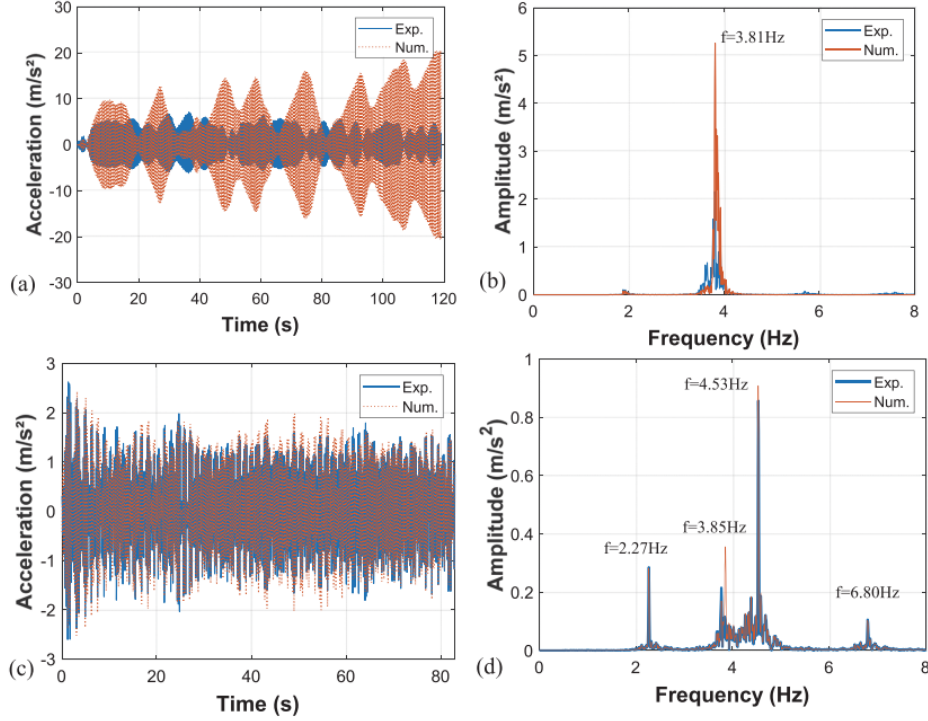 Acceleration (m/s²)
30
20
10
0
-10
-20
-30
0
20
40
60
80
100
120
Time (s)
Exp.
Num.
(a)
Amplitude (m/s²)
6
5
4
3
2
1
0
0
2
4
6
8
Frequency (Hz)
f=3.81Hz
Exp.
Num.
(b)
Acceleration (m/s²)
3
2
1
0
-1
-2
-3
0
20
40
60
80
Time (s)
Exp.
Num.
(c)
Amplitude (m/s²)
1
0.8
0.6
0.4
0.2
0
0
2
4
6
8
Frequency (Hz)
f=4.53Hz
f=3.85Hz
f=2.27Hz
f=6.80Hz
Exp.
Num.
(d)